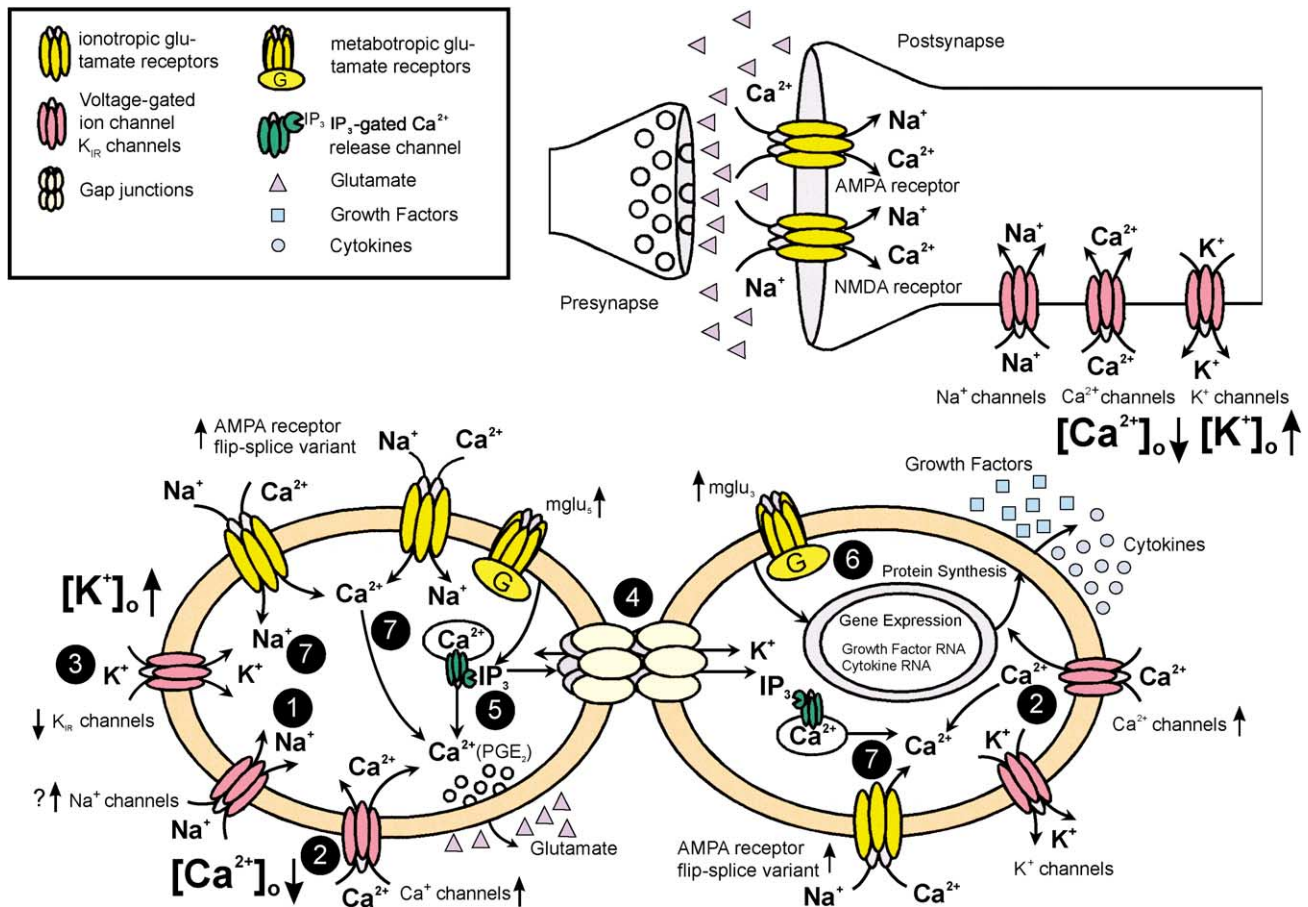 ionotropic glu-
tamate receptors
Voltage-gated
ion channel
K_IR channels
Gap junctions
metabotropic glu-
tamate receptors
G
IP₃
IP₃-gated Ca²⁺
release channel
Glutamate
Growth Factors
Cytokines
Postsynapse
Presynapse
Ca²⁺
Na⁺
Ca²⁺
AMPA receptor
Na⁺
Ca²⁺
Na⁺
NMDA receptor
Na⁺
Ca²⁺
K⁺
Na⁺
Ca²⁺
K⁺
Na⁺ channels
Ca²⁺ channels
K⁺ channels
[Ca²⁺]ₒ↓ [K⁺]ₒ↑
↑ AMPA receptor
flip-splice variant
Na⁺
Ca²⁺
Na⁺
Ca²⁺
mglu₅↑
G
[K⁺]ₒ↑
Ca²⁺
Na⁺
Na⁺
7
7
3
K⁺
K⁺
↓ K_IR channels
1
Na⁺
Ca²⁺
IP₃
5
4
K⁺
? ↑ Na⁺ channels
Na⁺
Ca²⁺
Ca²⁺ (PGE₂)
[Ca²⁺]ₒ↓
2
Ca²⁺
Ca⁺ channels ↑
Glutamate
↑ mglu₃
G
6
Growth Factors
Cytokines
Protein Synthesis
Gene Expression
Growth Factor RNA
Cytokine RNA
IP₃
Ca²⁺
Ca²⁺
Ca²⁺
2
Ca²⁺
Ca²⁺ channels ↑
7
K⁺
K⁺
K⁺ channels
AMPA receptor
flip-splice variant ↑
Na⁺
Ca²⁺